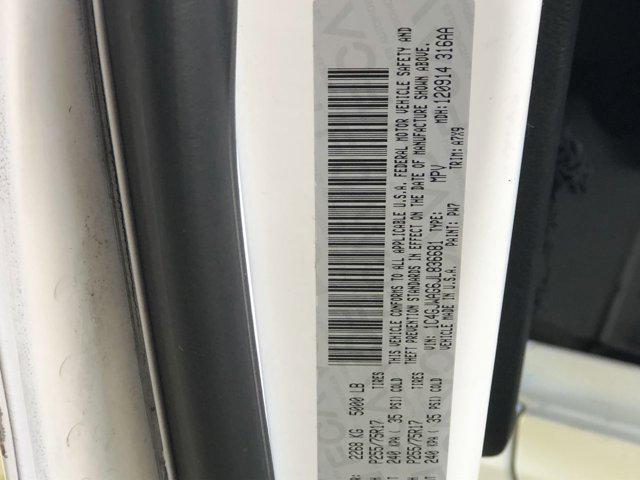 2268 KG 5000 LB
P255/75R17 TIRES
240 KPA ( 35 PSI) COLD
P255/75R17 TIRES
240 KPA ( 35 PSI) COLD
THIS VEHICLE CONFORMS TO ALL APPLICABLE U.S.A. FEDERAL MOTOR VEHICLE SAFETY AND
THEFT PREVENTION STANDARDS IN EFFECT ON THE DATE OF MANUFACTURE SHOWN ABOVE.
VIN: 1C4GJWAG6JL836681 TYPE: MPV MDH: 120914 316AA
VEHICLE MADE IN U.S.A. PAINT: PW7 TRIM: A7X9